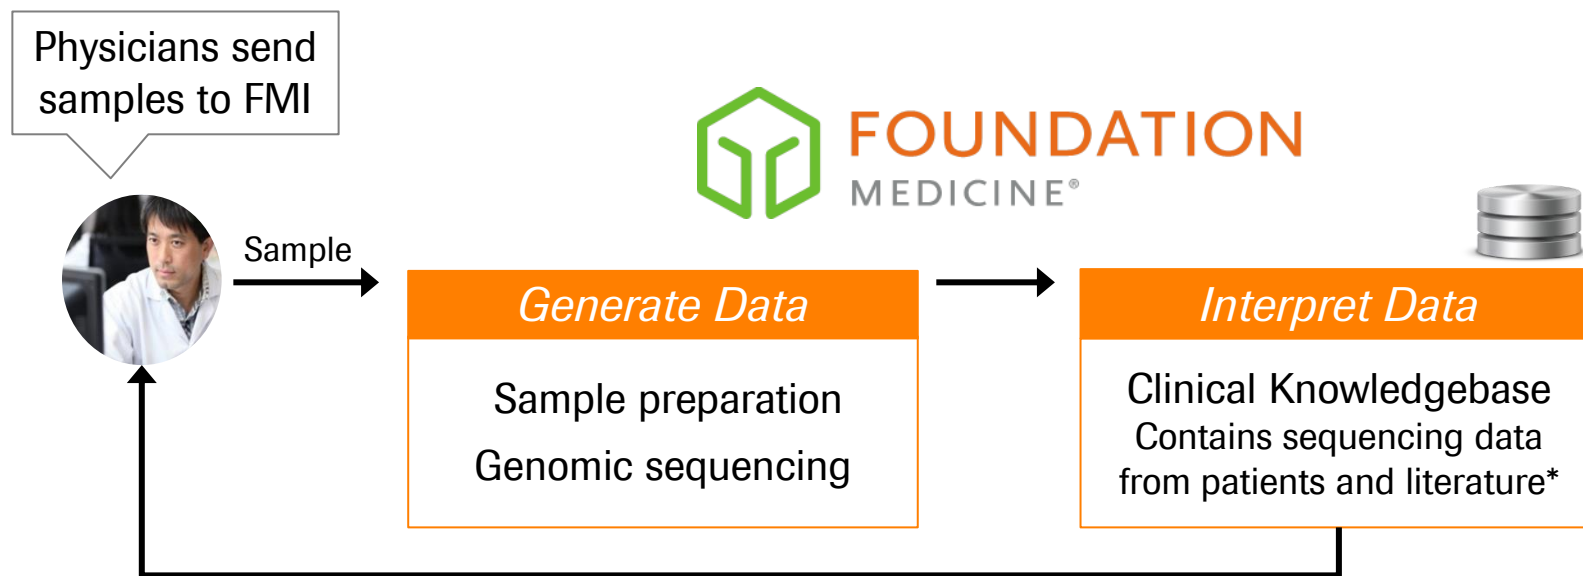 Physicians send
samples to FMI
FOUNDATION
MEDICINE®
Sample
Generate Data
Sample preparation
Genomic sequencing
Interpret Data
Clinical Knowledgebase
Contains sequencing data
from patients and literature*